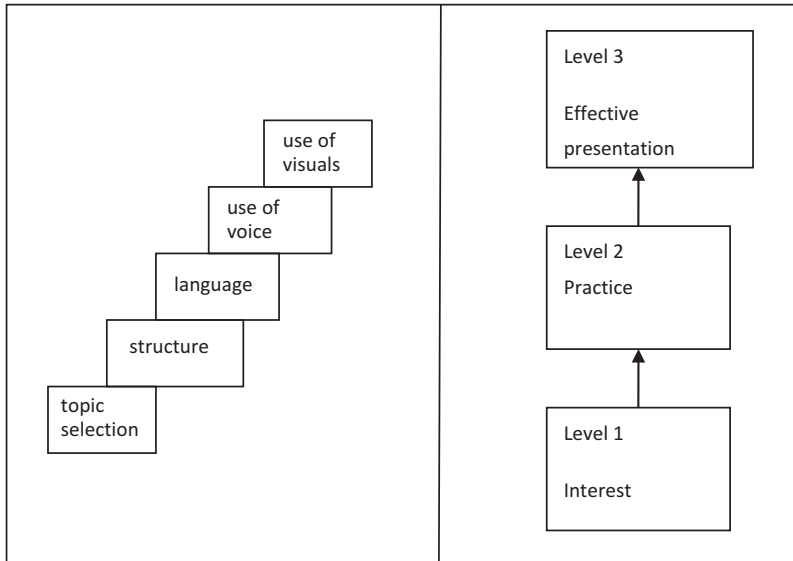 use of
visuals
use of
voice
language
structure
topic
selection
Level 3
Effective
presentation
Level 2
Practice
Level 1
Interest